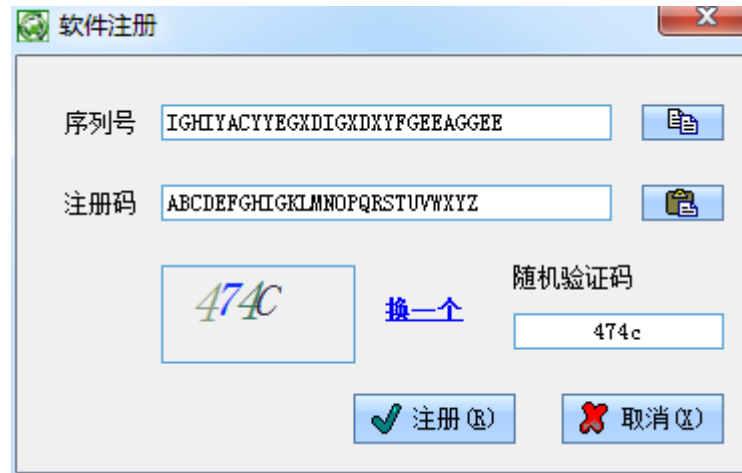 软件注册
序列号 IGHIYACYYEGXDIGXDXYFGEEAGGEE
注册码 ABCDEFGHIGKLMNOPQRSTUVWXYZ
随机验证码
474C 换一个 474c
注册(R) 取消(X)